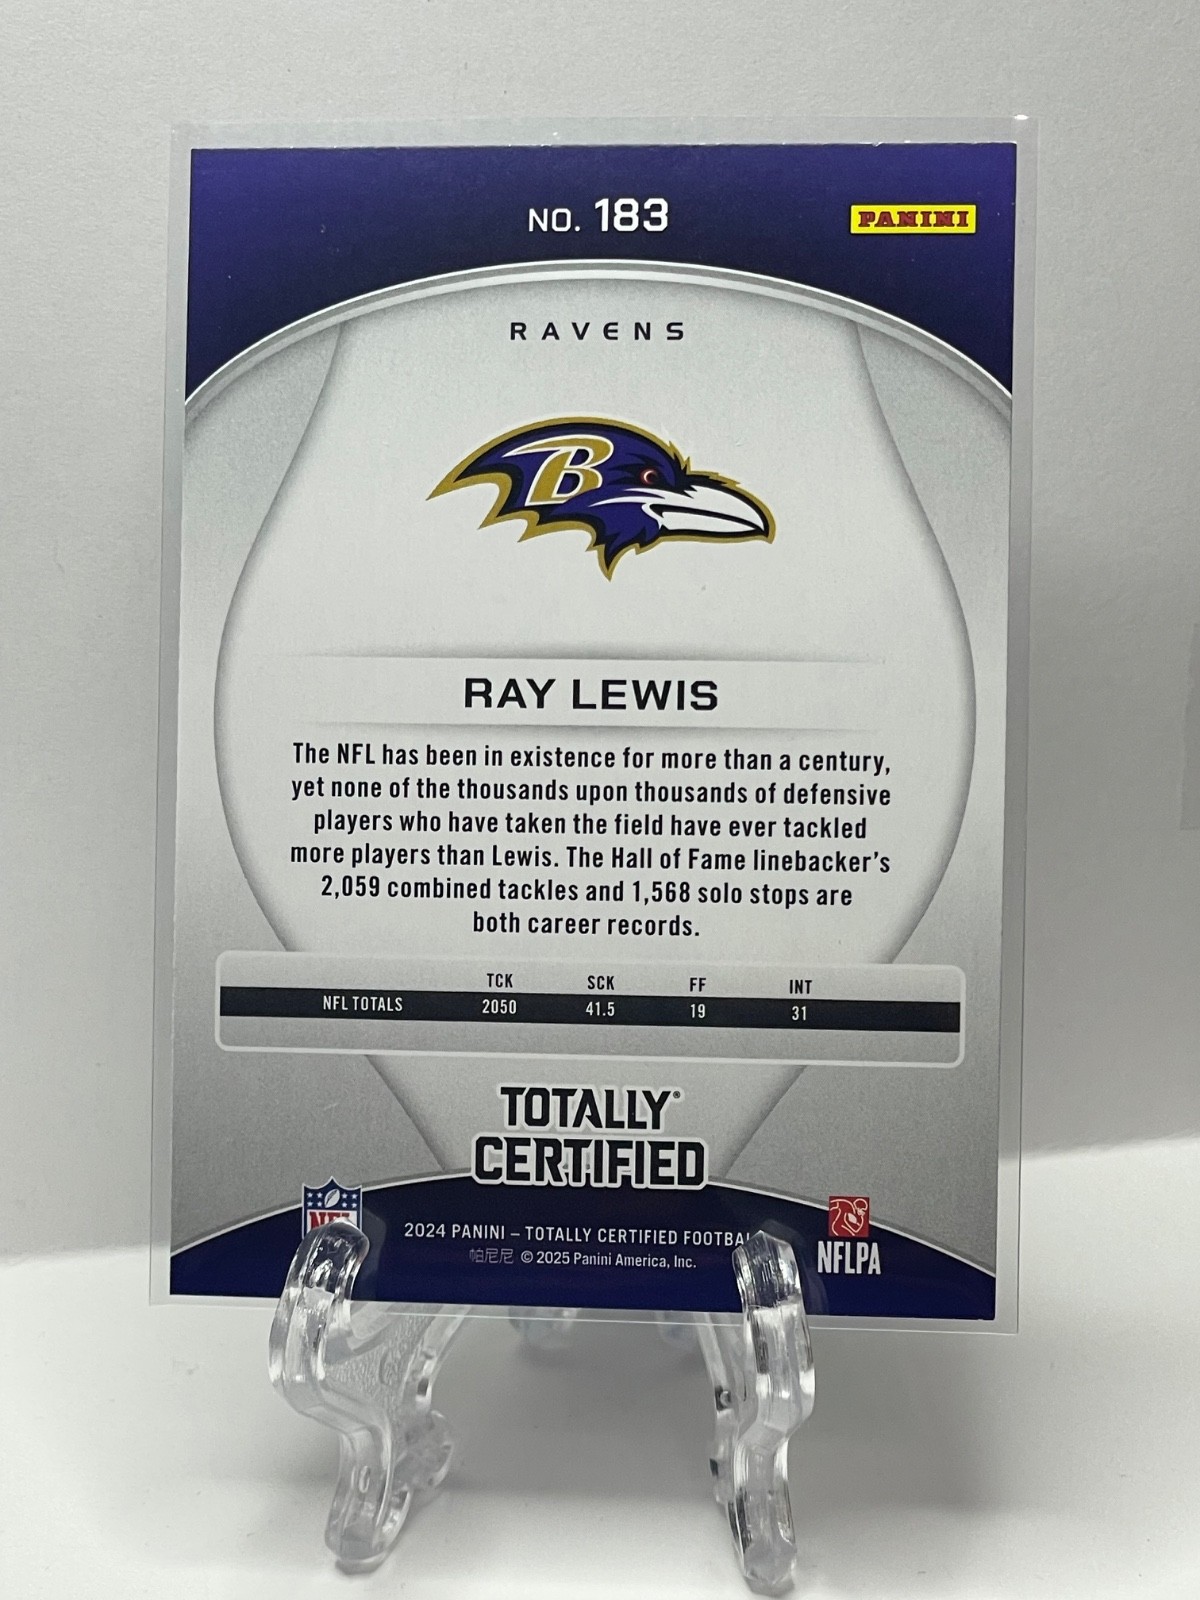 NO. 183
PANINI
RAVENS
B
RAY LEWIS
The NFL has been in existence for more than a century,
yet none of the thousands upon thousands of defensive
players who have taken the field have ever tackled
more players than Lewis. The Hall of Fame linebacker's
2,059 combined tackles and 1,568 solo stops are
both career records.
TCK SCK FF INT
NFL TOTALS 2050 41.5 19 31
TOTALLY®
CERTIFIED
NFL
2024 PANINI – TOTALLY CERTIFIED FOOTBAL
帕尼尼 © 2025 Panini America, Inc.
NFLPA